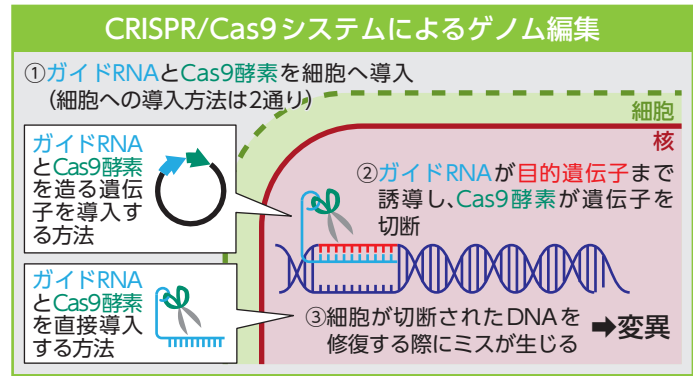 CRISPR/Cas9システムによるゲノム編集
①ガイドRNAとCas9酵素を細胞へ導入
(細胞への導入方法は2通り)
細胞
核
ガイドRNA
とCas9酵素
を造る遺伝
子を導入す
る方法
②ガイドRNAが目的遺伝子まで
誘導し、Cas9酵素が遺伝子を
切断
ガイドRNA
とCas9酵素
を直接導入
する方法
③細胞が切断されたDNAを
修復する際にミスが生じる
➡変異